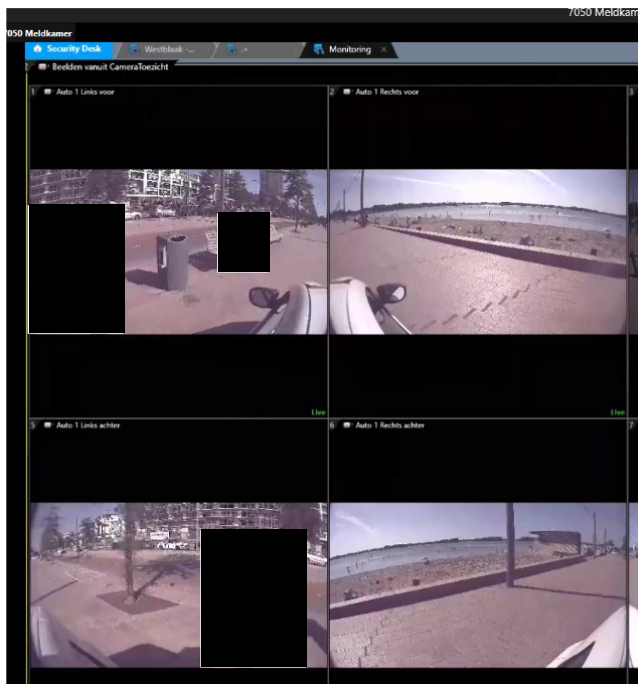 7050 Meldkam
7050 Meldkamer
Security Desk
Westblaak -...
Monitoring
2 Beelden vanuit CameraToezicht
1 Auto 1 Links voor
2 Auto 1 Rechts voor
3
Live
Live
5 Auto 1 Links achter
6 Auto 1 Rechts achter
7